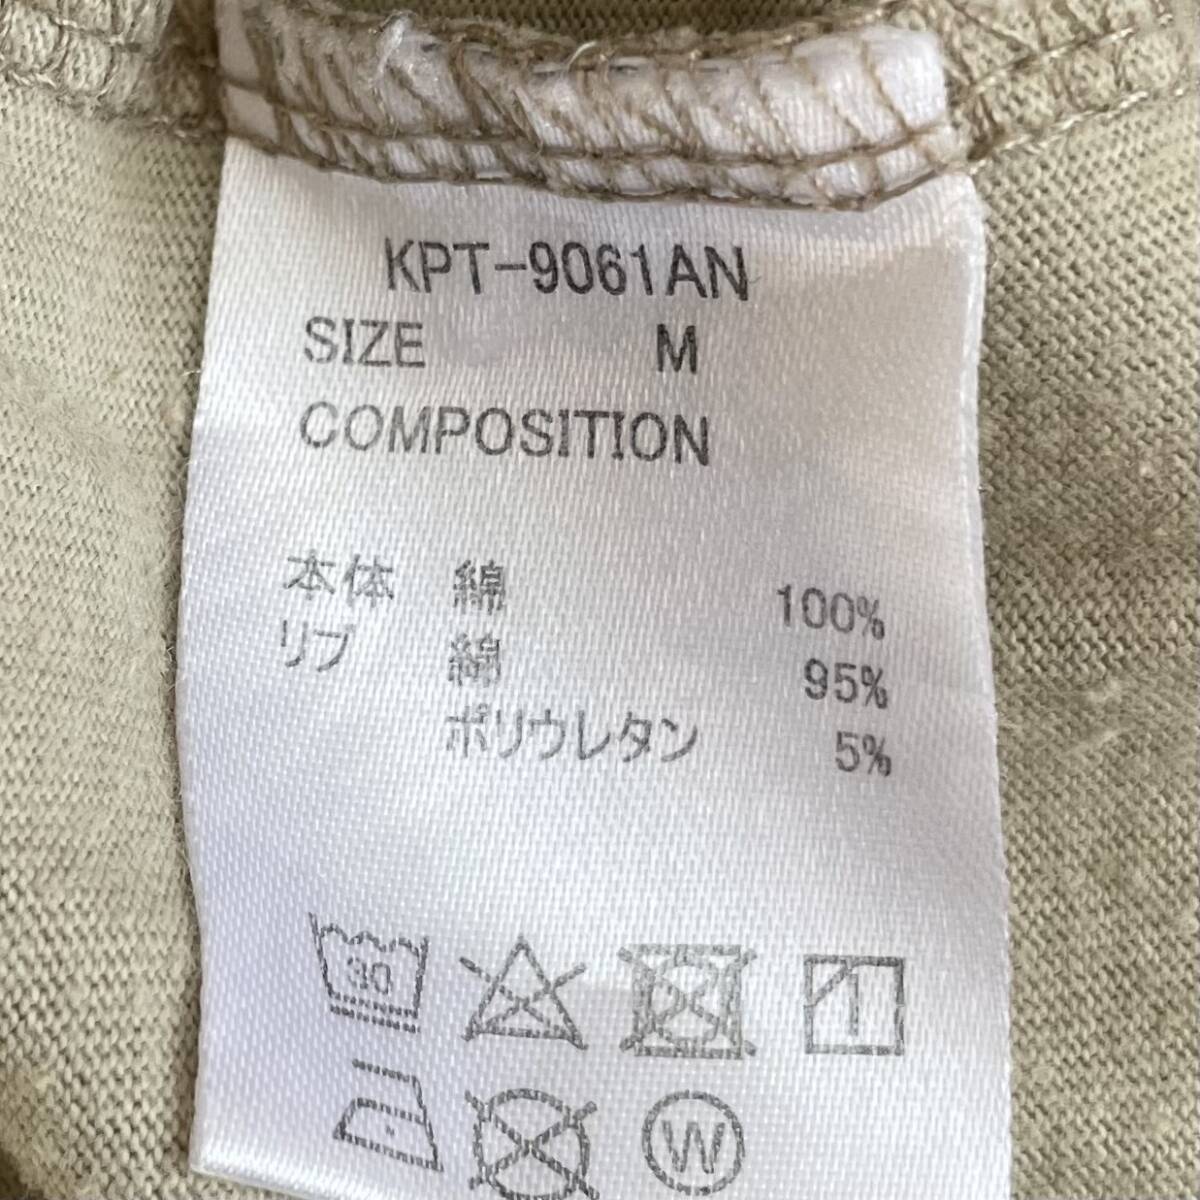 KPT-9061AN
SIZE M
COMPOSITION
本体 綿 100%
リブ 綿 95%
ポリウレタン 5%
30
W